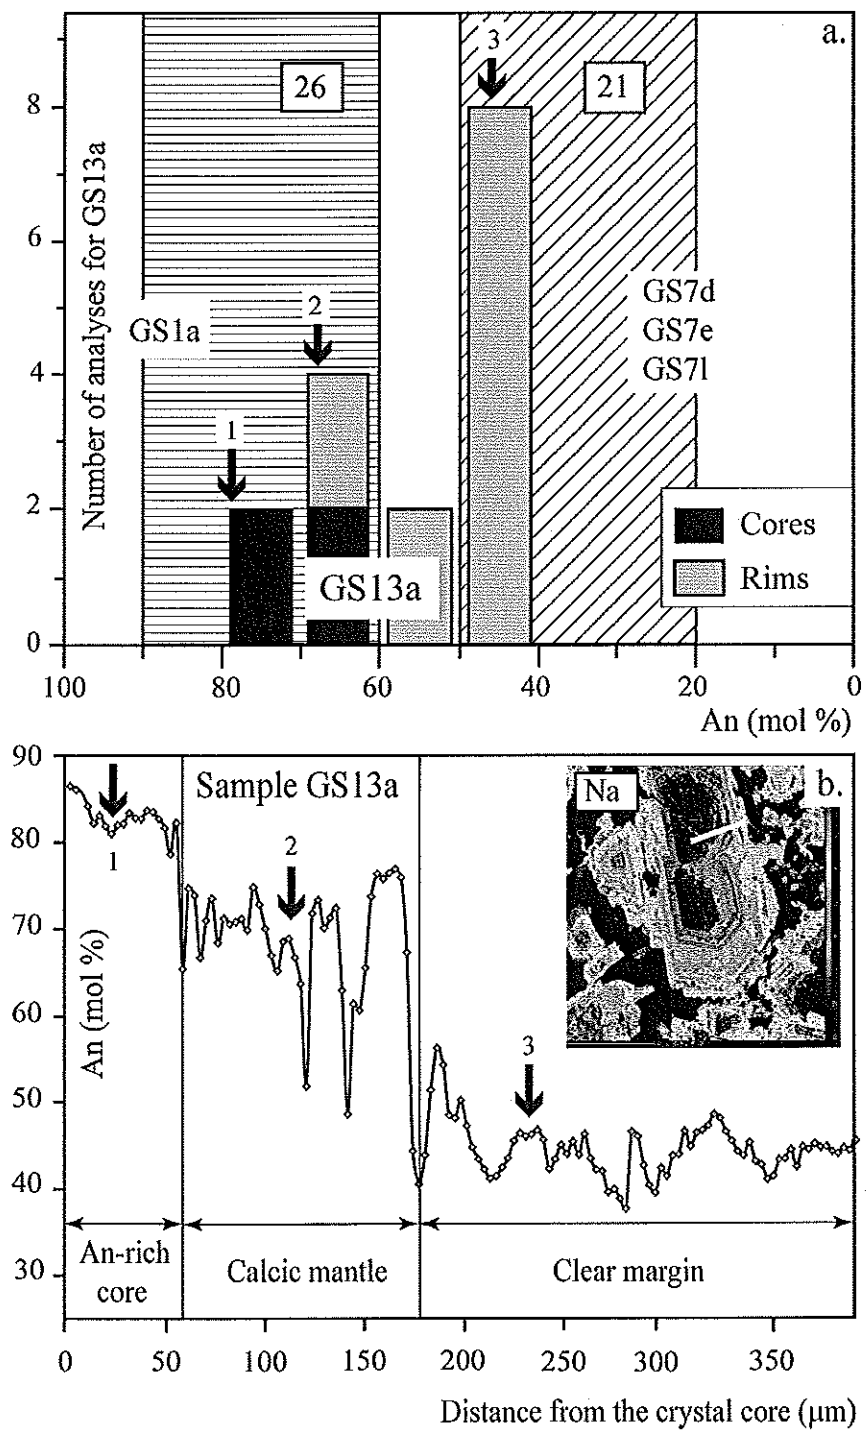 a.
3
26
21
8
Number of analyses for GS13a
6
GS7d
GS1a
2
GS7e
GS7l
4
1
2
Cores
GS13a
Rims
0
100
80
60
40
20
0
An (mol %)
90
Sample GS13a
Na
b.
80
1
2
70
An (mol %)
60
3
50
40
An-rich
core
Calcic mantle
Clear margin
30
0
50
100
150
200
250
300
350
Distance from the crystal core (μm)